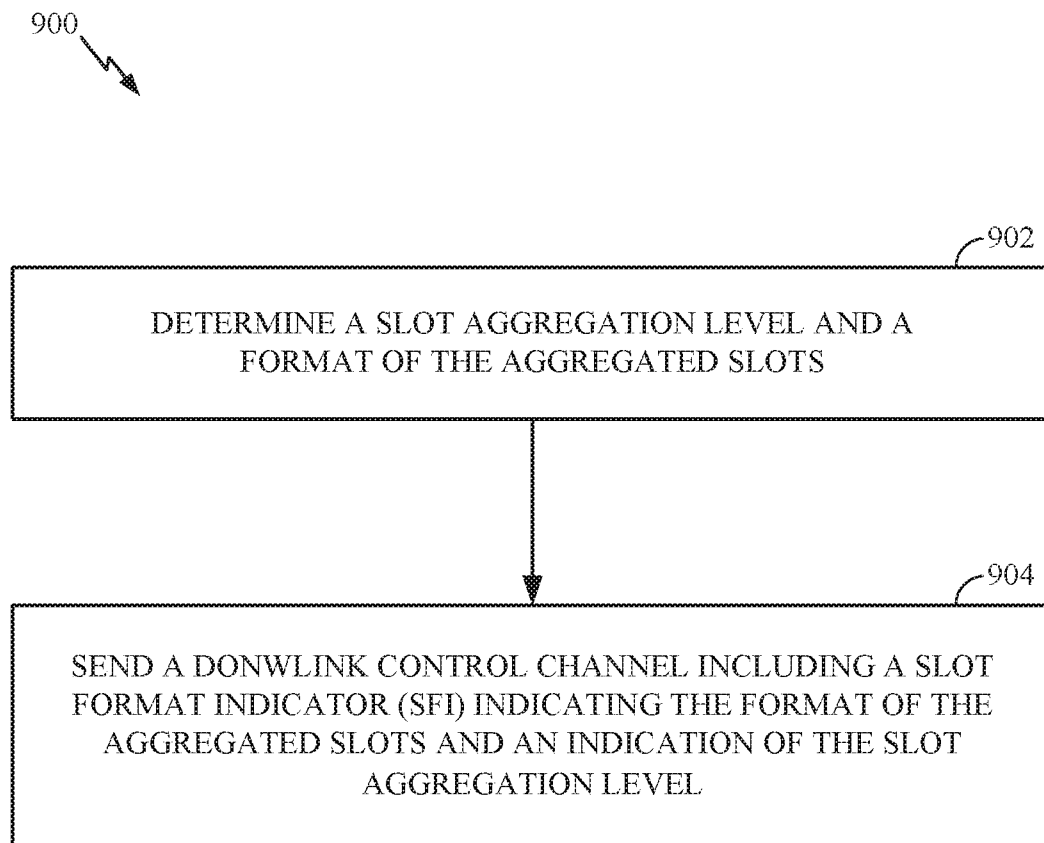 900
902
DETERMINE A SLOT AGGREGATION LEVEL AND A
FORMAT OF THE AGGREGATED SLOTS
904
SEND A DONWLINK CONTROL CHANNEL INCLUDING A SLOT
FORMAT INDICATOR (SFI) INDICATING THE FORMAT OF THE
AGGREGATED SLOTS AND AN INDICATION OF THE SLOT
AGGREGATION LEVEL